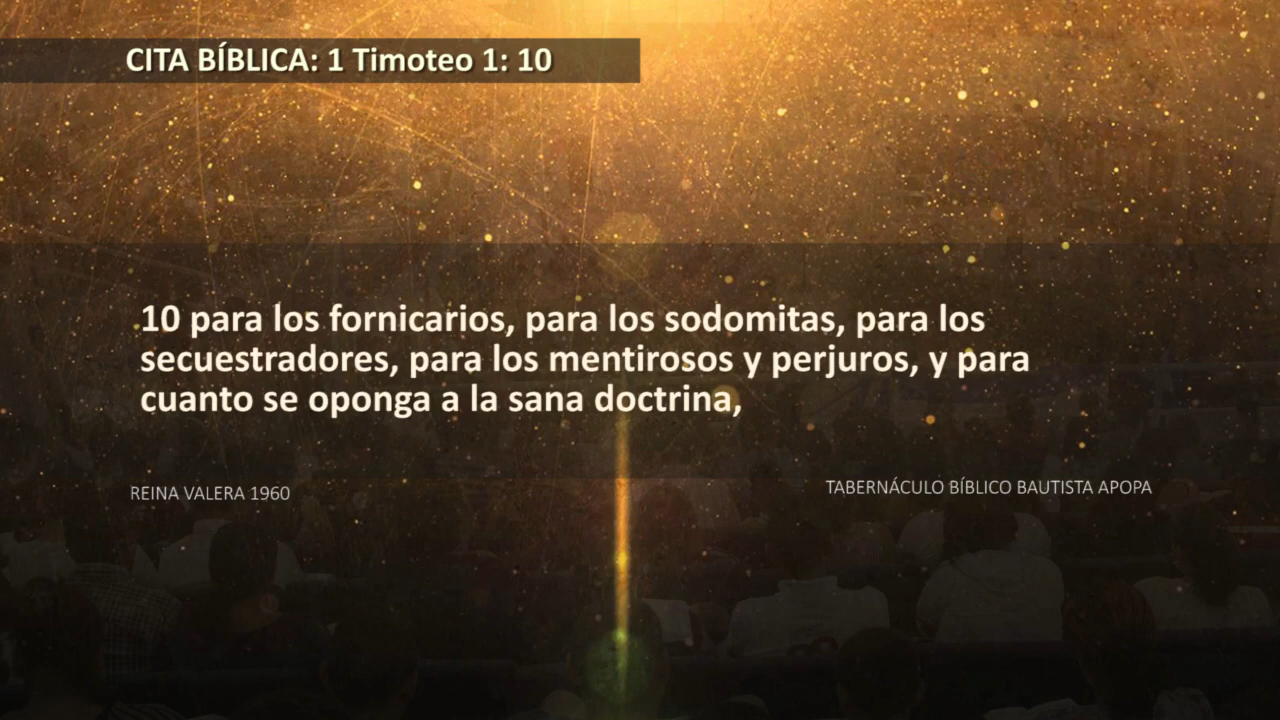 CITA BÍBLICA: 1 Timoteo 1: 10
10 para los fornicarios, para los sodomitas, para los
secuestradores, para los mentirosos y perjuros, y para
cuanto se oponga a la sana doctrina,
REINA VALERA 1960
TABERNÁCULO BÍBLICO BAUTISTA APOPA